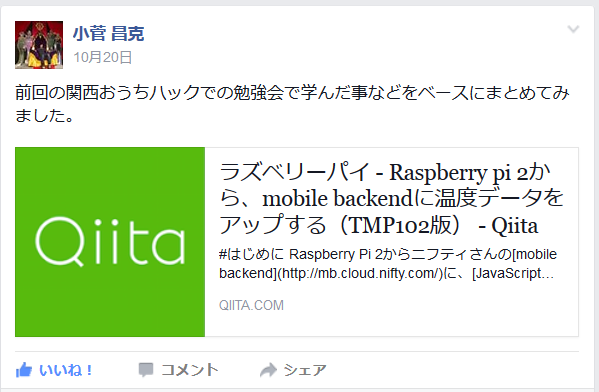 小菅 昌克
10月20日
前回の関西おうちハックでの勉強会で学んだ事などをベースにまとめてみ
ました。
Qiita
ラズベリーパイ - Raspberry pi 2か
ら、mobile backendに温度データを
アップする（TMP102版） - Qiita
#はじめに Raspberry Pi 2からニフティさんの[mobile
backend](http://mb.cloud.nifty.com/)に、[JavaScript...
QIITA.COM
いいね！ コメント シェア